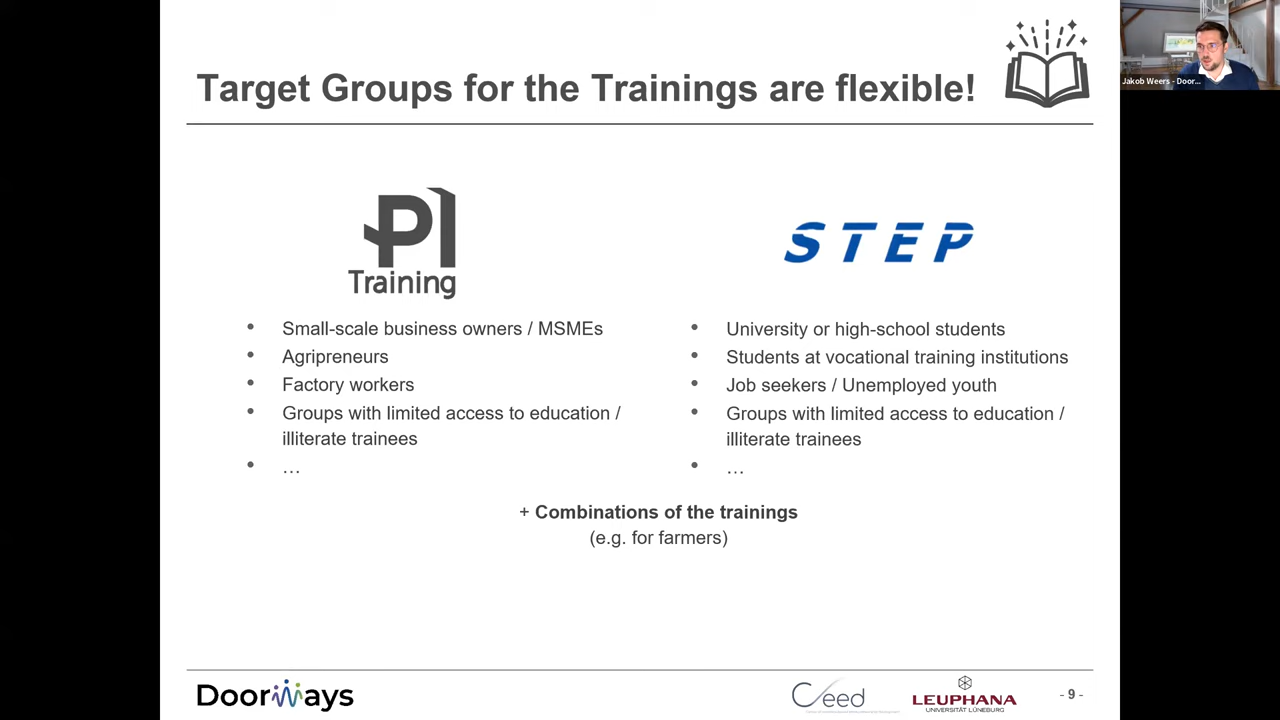 Target Groups for the Trainings are flexible!
Jakob Weers - Door...
PI
Training
STEP
• Small-scale business owners / MSMEs
• Agripreneurs
• Factory workers
• Groups with limited access to education /
illiterate trainees
• …
• University or high-school students
• Students at vocational training institutions
• Job seekers / Unemployed youth
• Groups with limited access to education /
illiterate trainees
• …
+ Combinations of the trainings
(e.g. for farmers)
Doorways
Ceed
LEUPHANA
UNIVERSITÄT LÜNEBURG
- 9 -